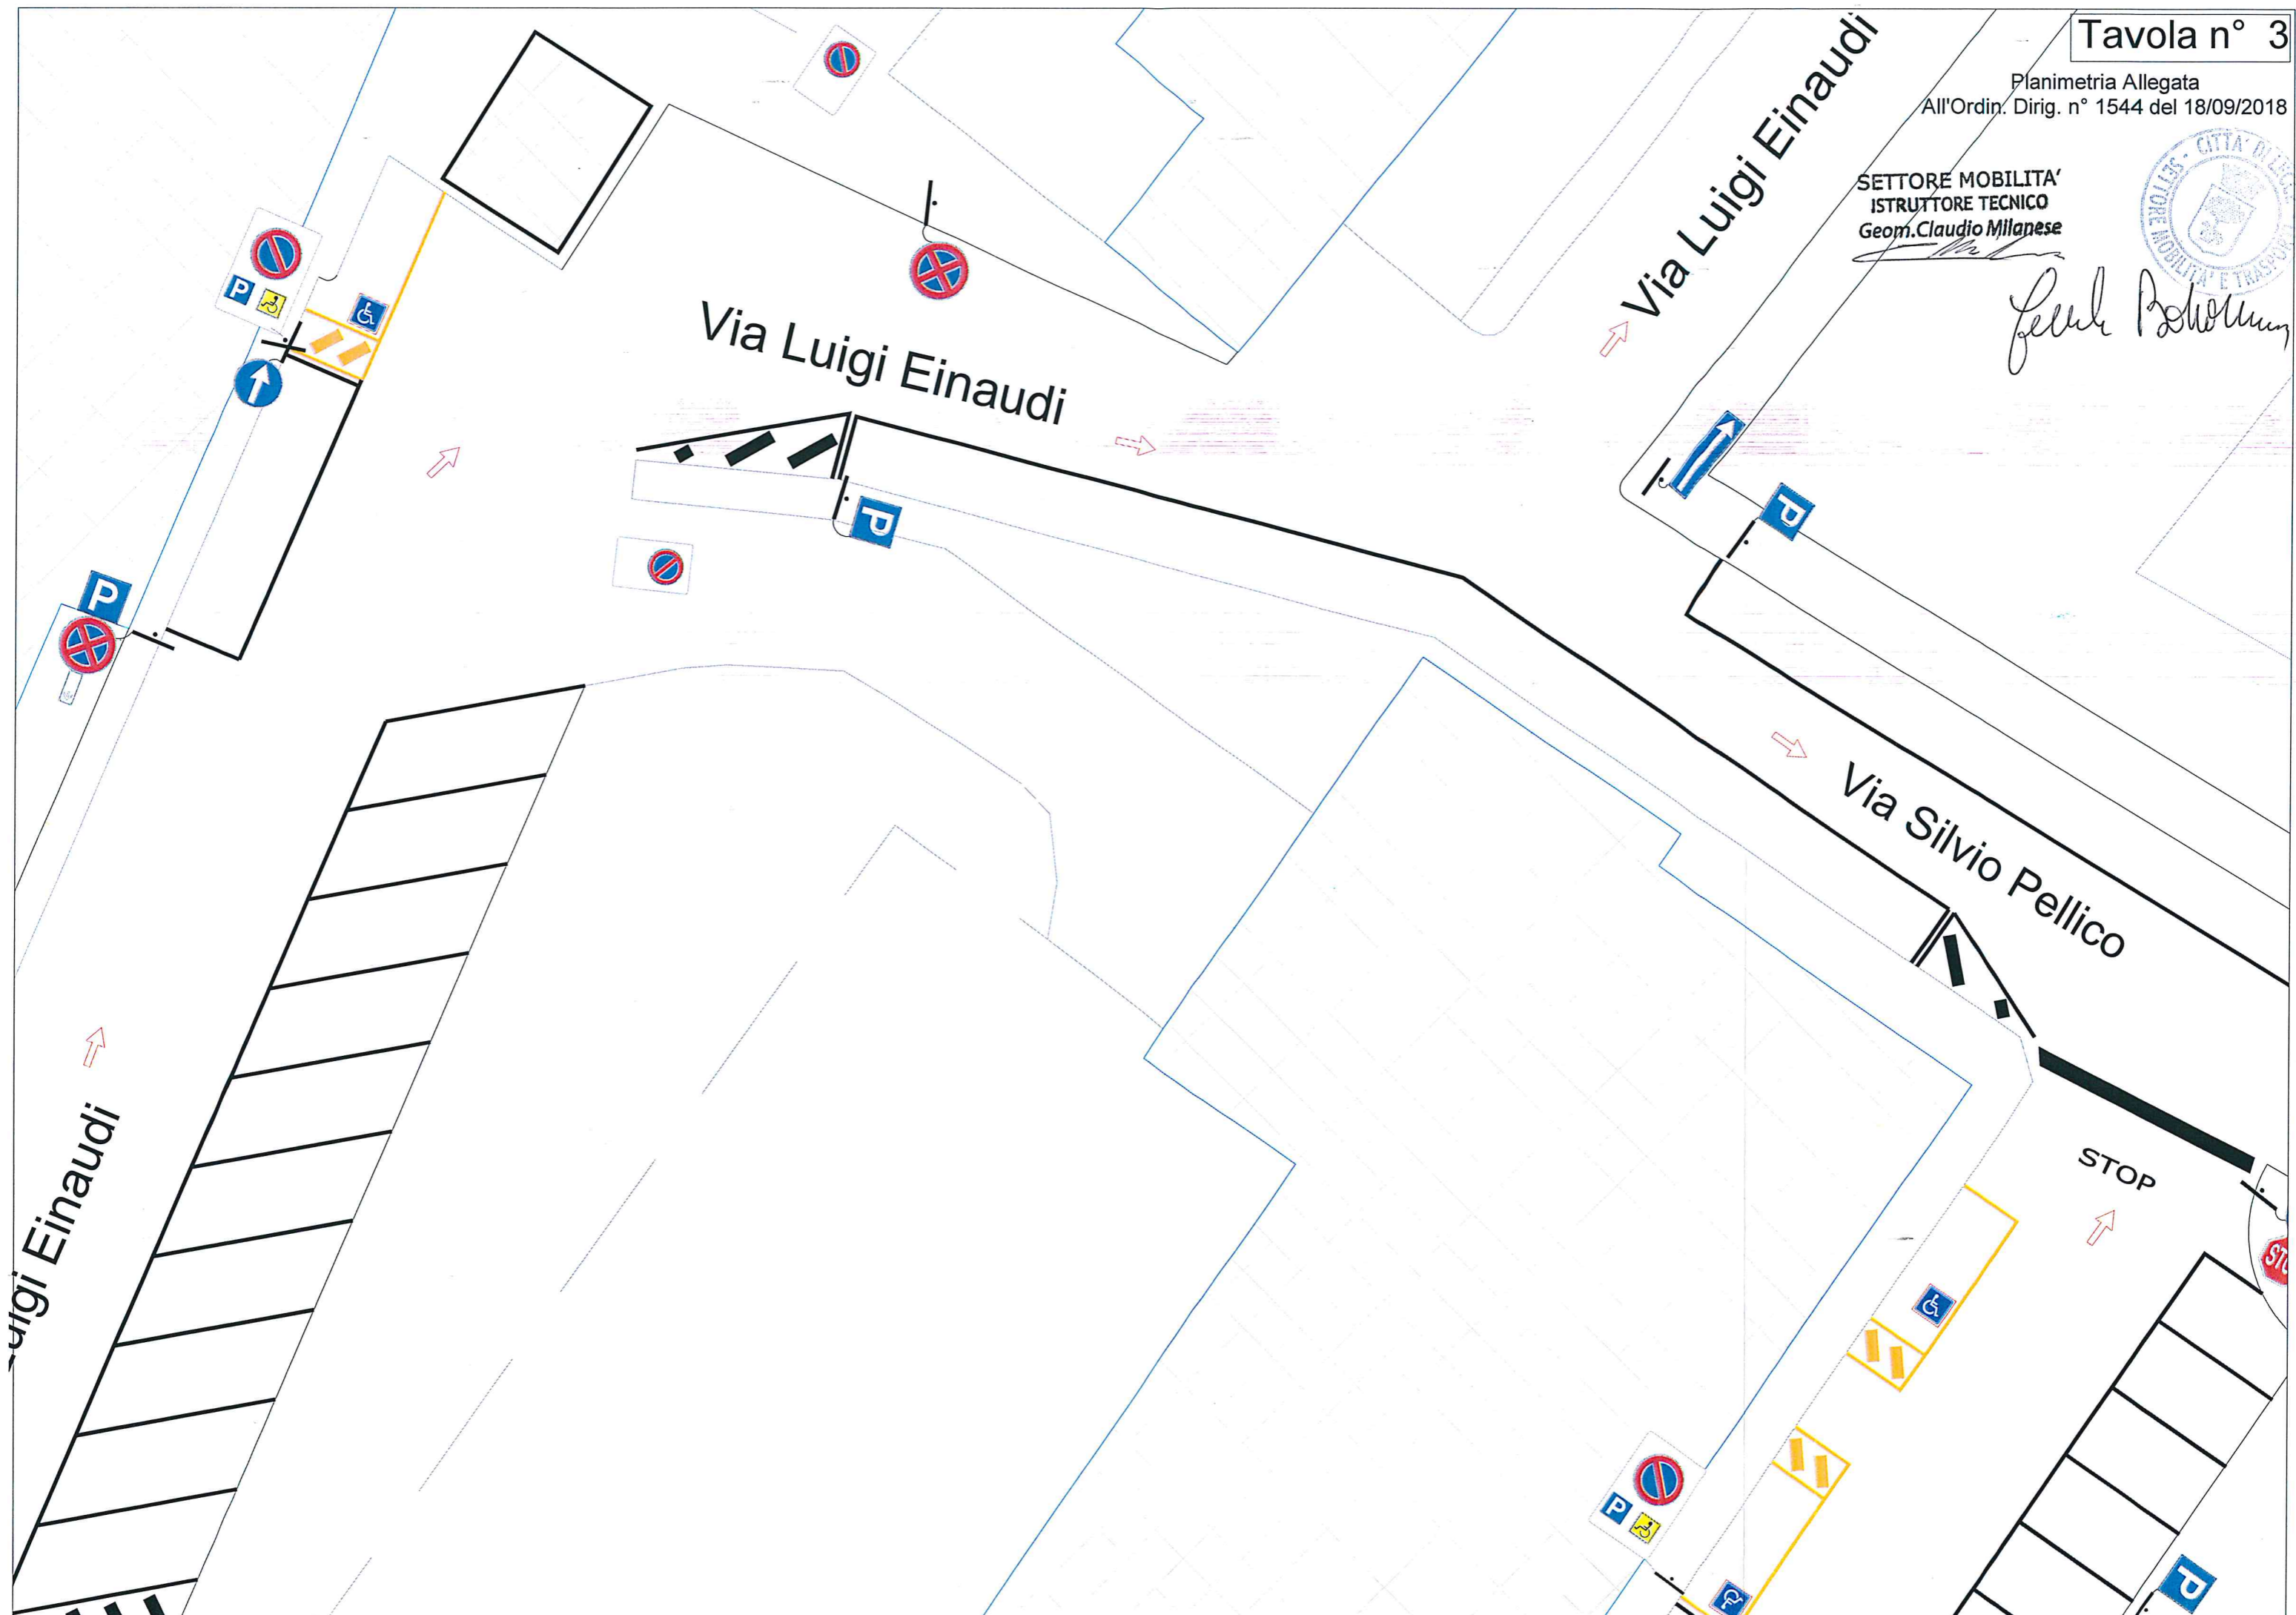 Tavola n° 3
Planimetria Allegata
All'Ordin. Dirig. n° 1544 del 18/09/2018
SETTORE MOBILITA'
ISTRUTTORE TECNICO
Geom.Claudio Milanese
Via Luigi Einaudi
Via Luigi Einaudi
P
P
P
P
Via Silvio Pellico
STOP
uigi Einaudi
P
P